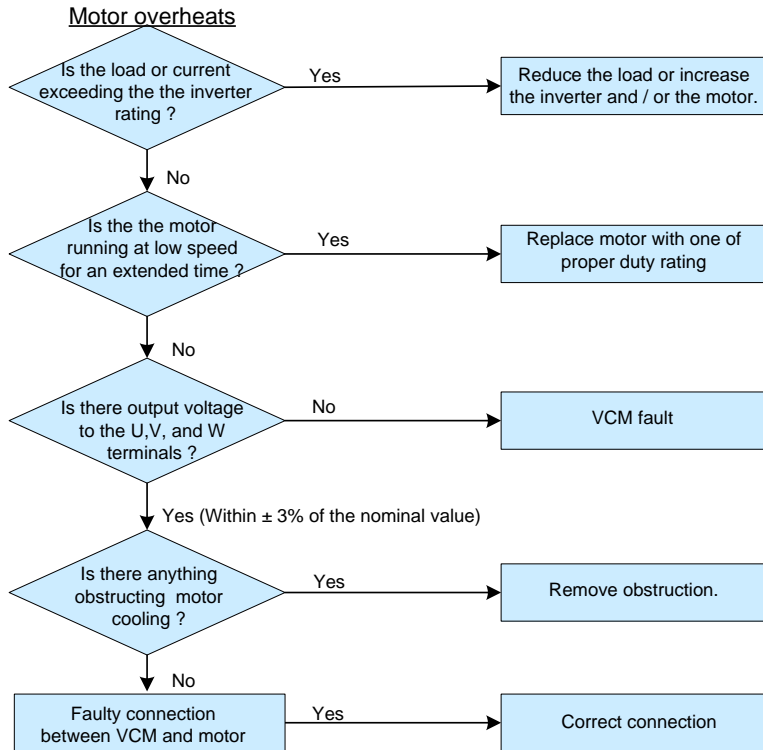 Motor overheats
Is the load or current
exceeding the the inverter
rating ?
Yes
Reduce the load or increase
the inverter and / or the motor.
No
Is the the motor
running at low speed
for an extended time ?
Yes
Replace motor with one of
proper duty rating
No
Is there output voltage
to the U,V, and W
terminals ?
No
VCM fault
Yes (Within ± 3% of the nominal value)
Is there anything
obstructing motor
cooling ?
Yes
Remove obstruction.
No
Faulty connection
between VCM and motor
Yes
Correct connection